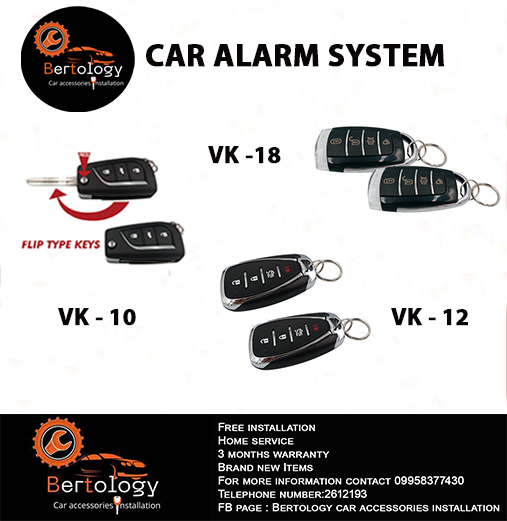 Bertology
Car accessories installation
CAR ALARM SYSTEM
VK -18
FLIP TYPE KEYS
VK - 10
VK - 12
Bertology
Car accessories installation
Free installation
Home service
3 months warranty
Brand new Items
For more information contact 09958377430
Telephone number:2612193
FB page : Bertology car accessories installation